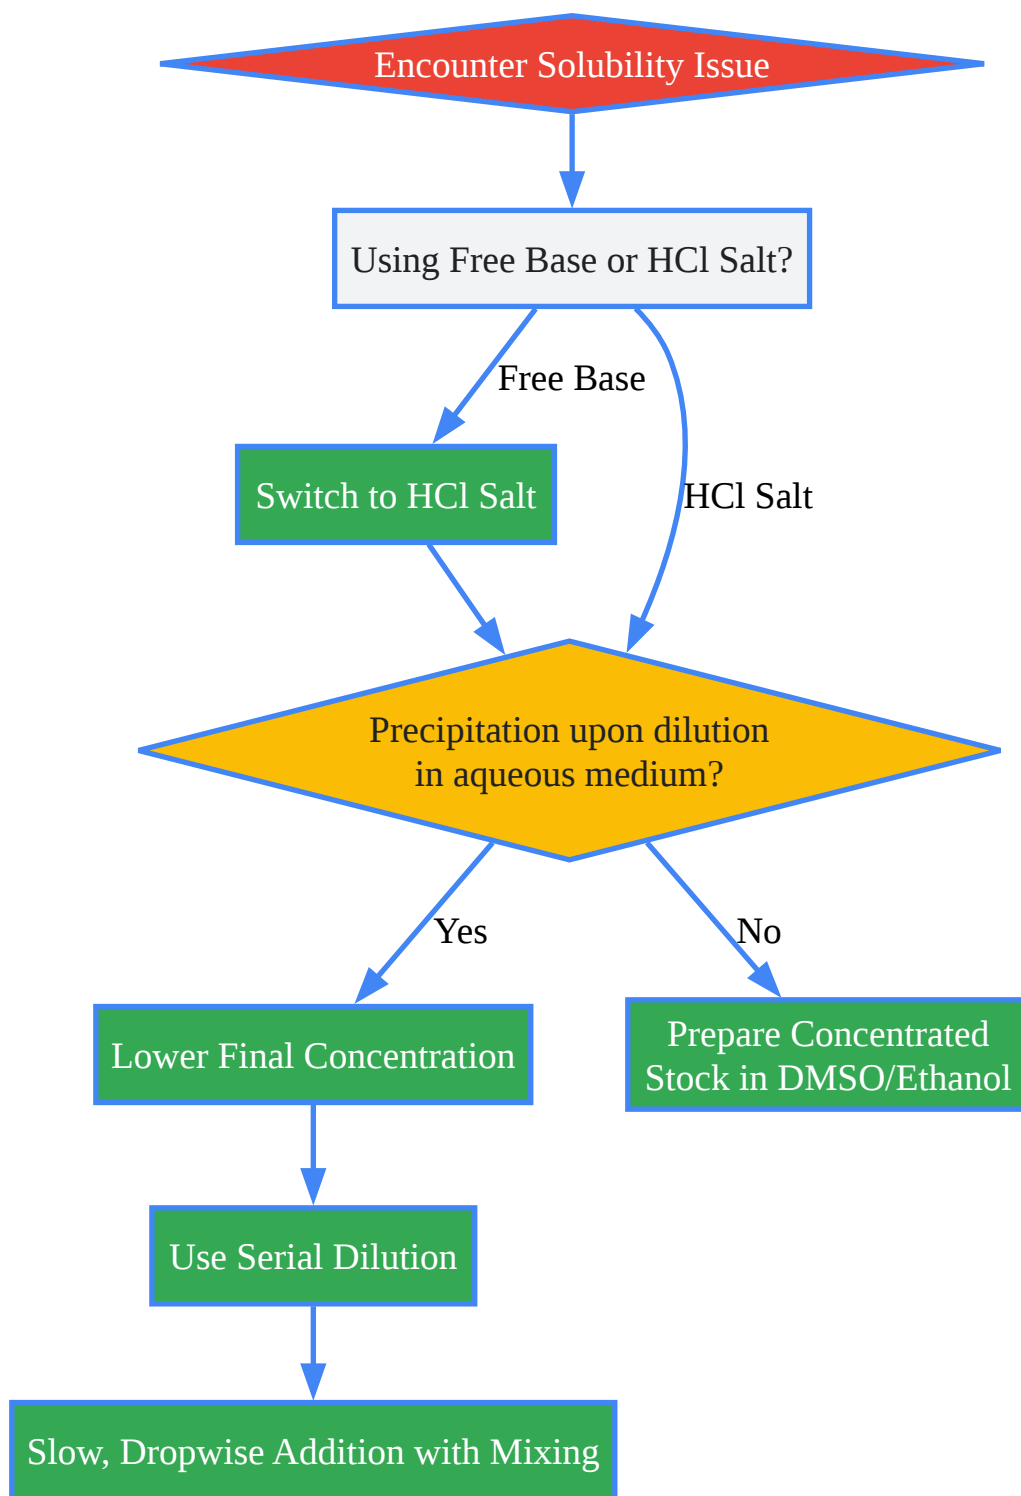 Encounter Solubility Issue
Using Free Base or HCl Salt?
Free Base
Switch to HCl Salt
HCl Salt
Precipitation upon dilution
in aqueous medium?
Yes
No
Lower Final Concentration
Prepare Concentrated
Stock in DMSO/Ethanol
Use Serial Dilution
Slow, Dropwise Addition with Mixing